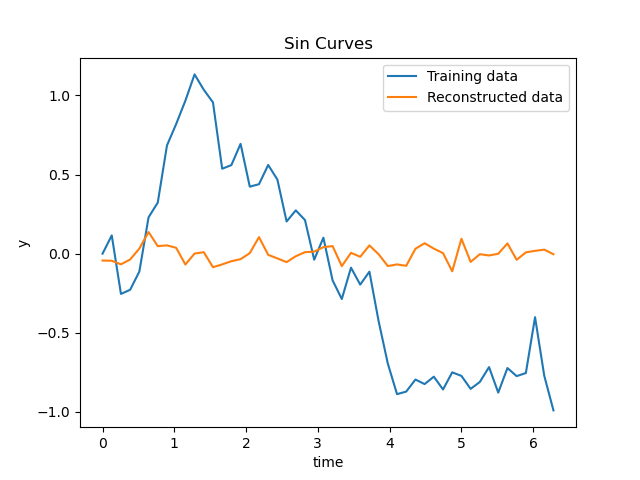 Sin Curves
Training data
Reconstructed data
1.0
0.5
0.0
−0.5
−1.0
y
0 1 2 3 4 5 6
time